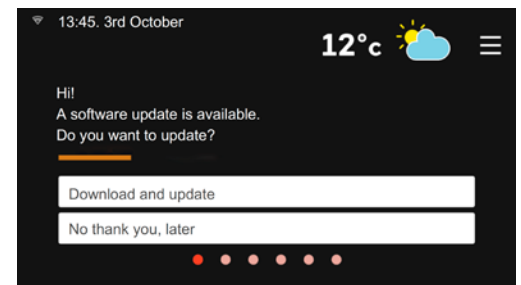 13:45. 3rd October
12°c
Hi!
A software update is available.
Do you want to update?
Download and update
No thank you, later